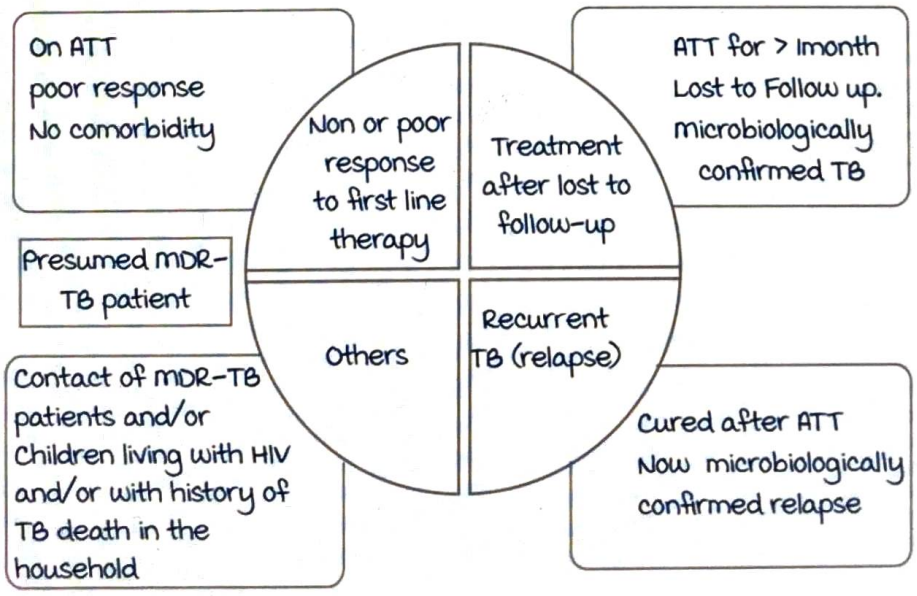 On ATT
poor response
No comorbidity
Non or poor
response
to first line
therapy
Treatment
after lost to
follow-up
ATT for > 1month
Lost to Follow up.
microbiologically
confirmed TB
Presumed MDR-
TB patient
Others
Recurrent
TB (relapse)
Contact of MDR-TB
patients and/or
Children living with HIV
and/or with history of
TB death in the
household
Cured after ATT
Now microbiologically
confirmed relapse